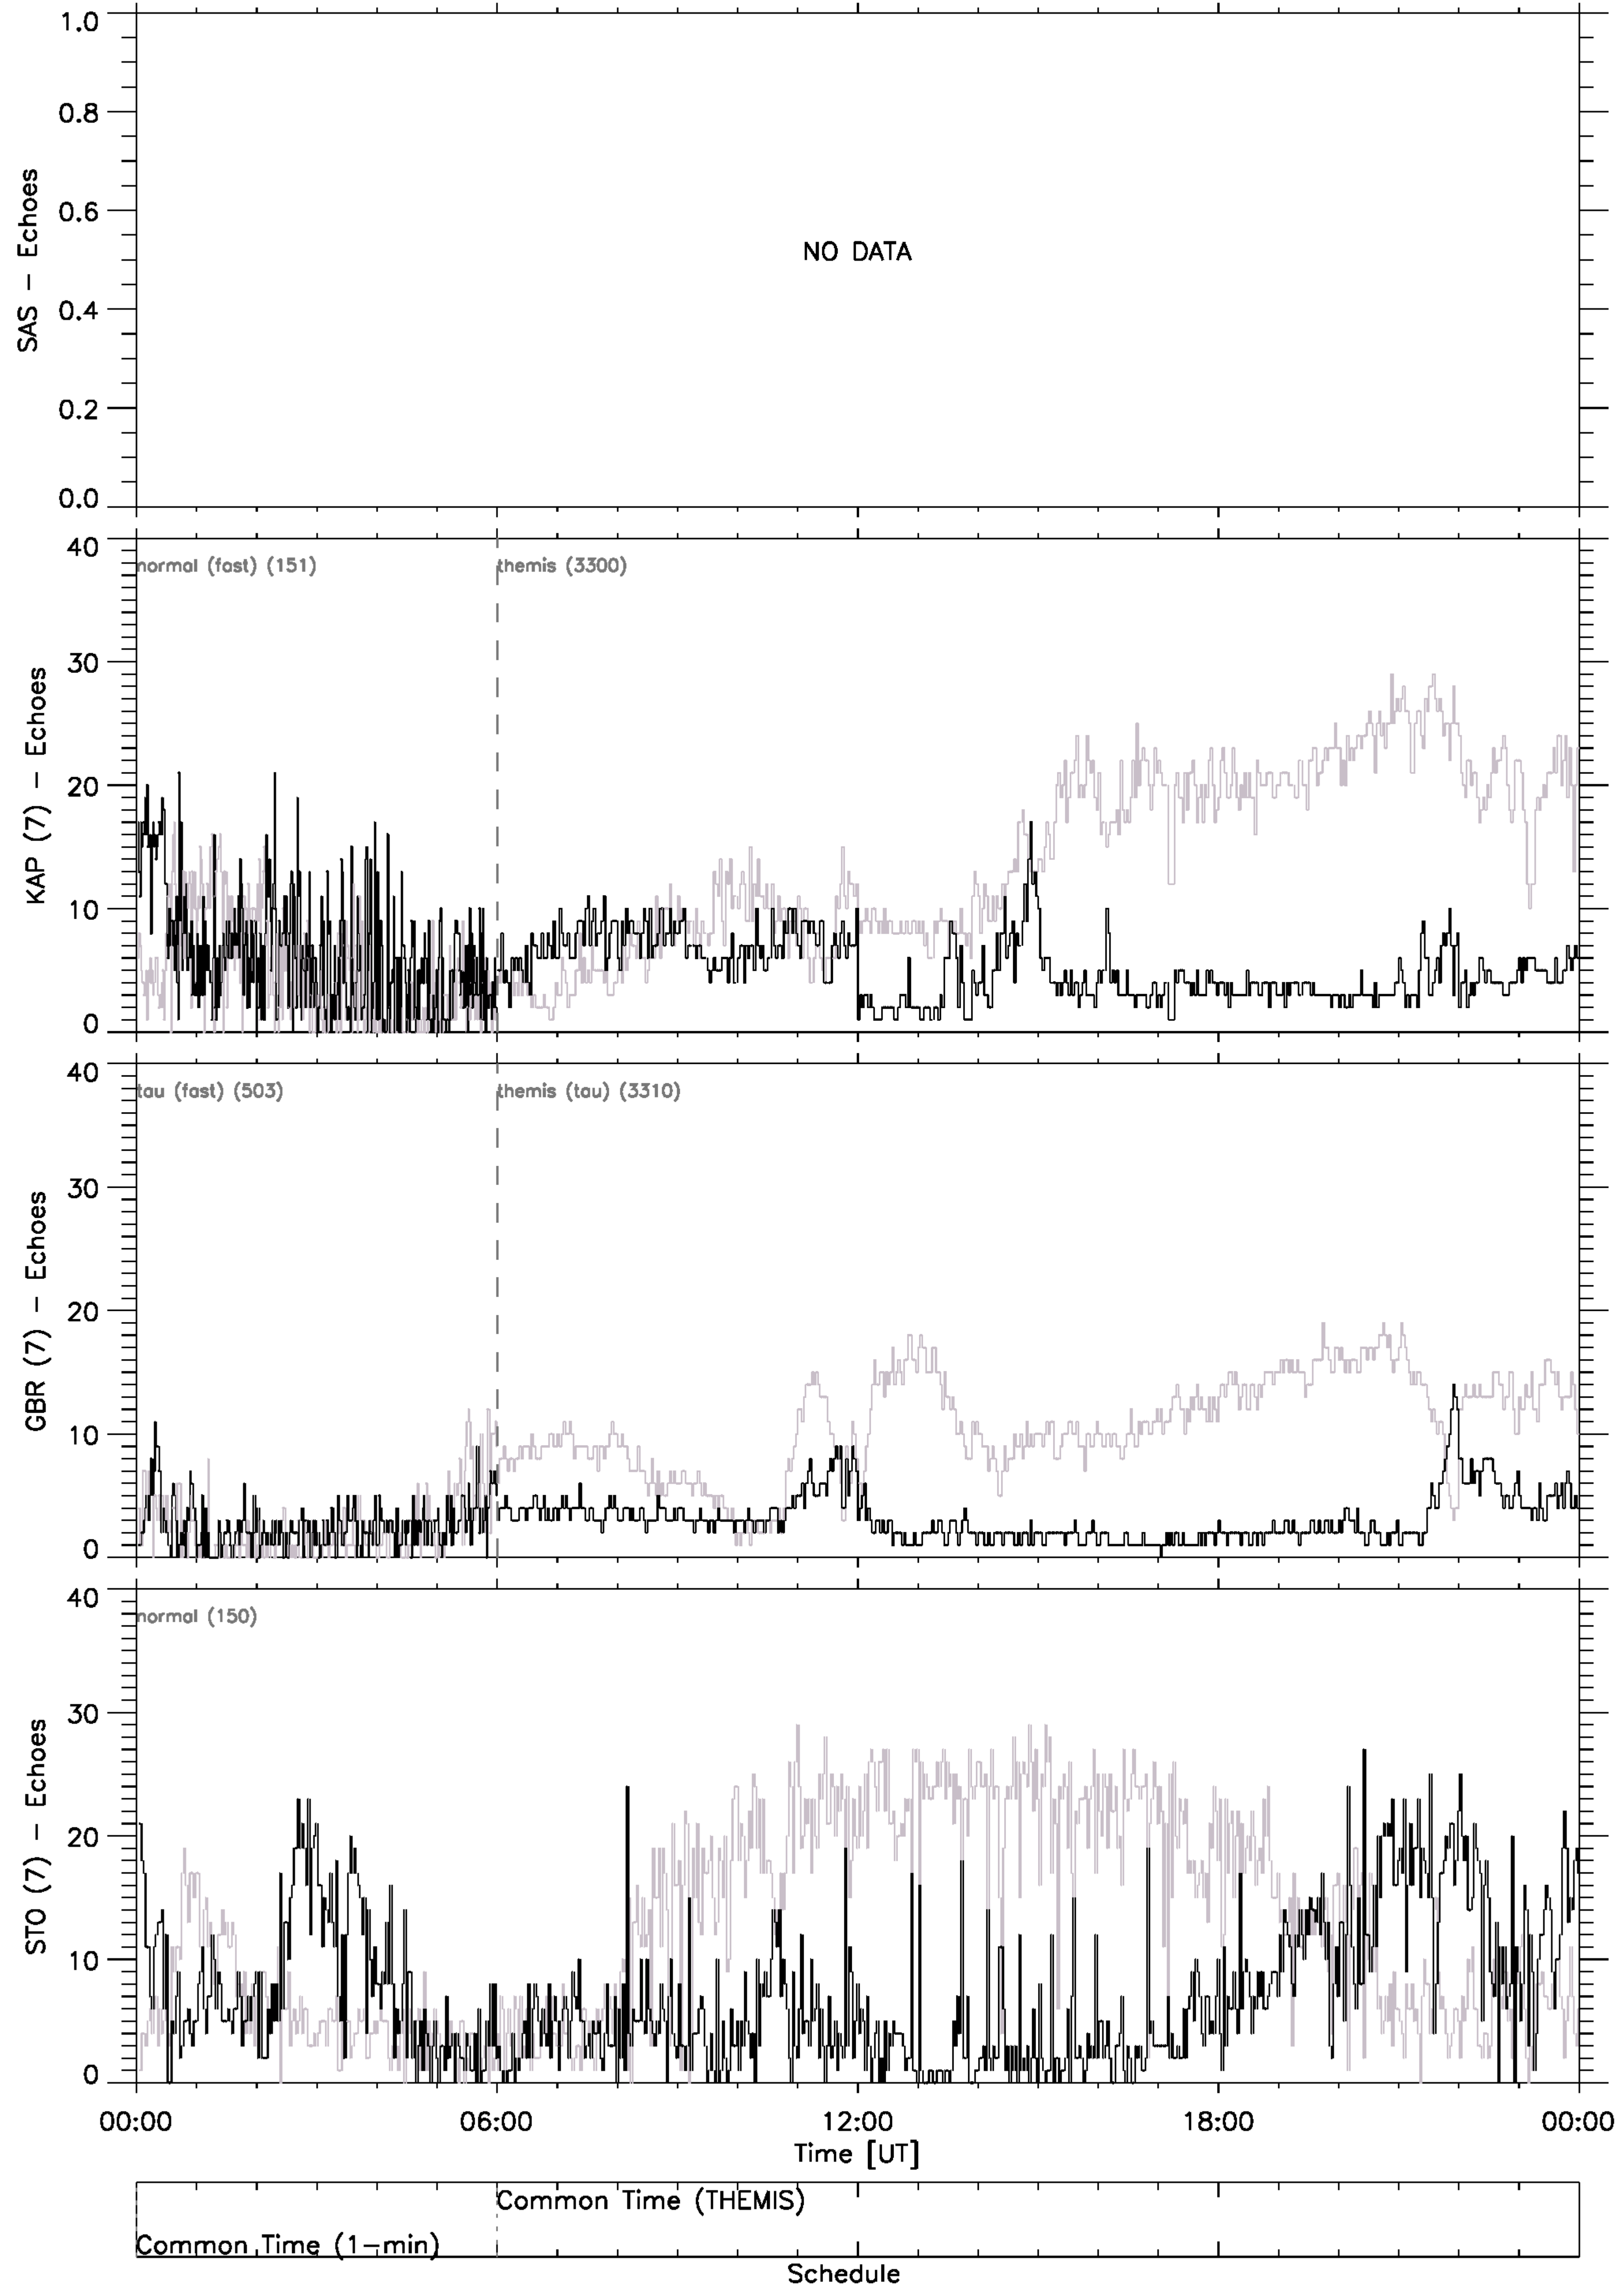 1.0
0.8
0.6
0.4
0.2
0.0
SAS - Echoes
NO DATA
40
30
20
10
0
KAP (7) - Echoes
normal (fast) (151)
themis (3300)
40
30
20
10
0
GBR (7) - Echoes
tau (fast) (503)
themis (tau) (3310)
40
30
20
10
0
STO (7) - Echoes
normal (150)
00:00 06:00 12:00 18:00 00:00
Time [UT]
Common Time (THEMIS)
Common Time (1-min)
Schedule